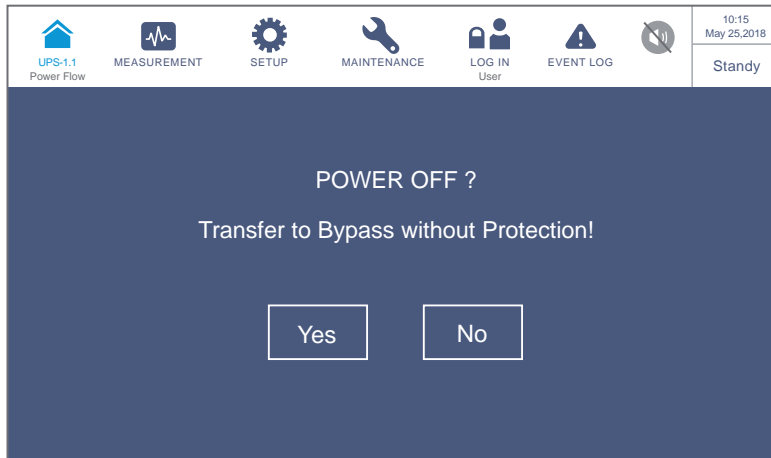 UPS-1.1
Power Flow
MEASUREMENT
SETUP
MAINTENANCE
LOG IN
User
EVENT LOG
10:15
May 25,2018
Standy
POWER OFF ?
Transfer to Bypass without Protection!
Yes
No